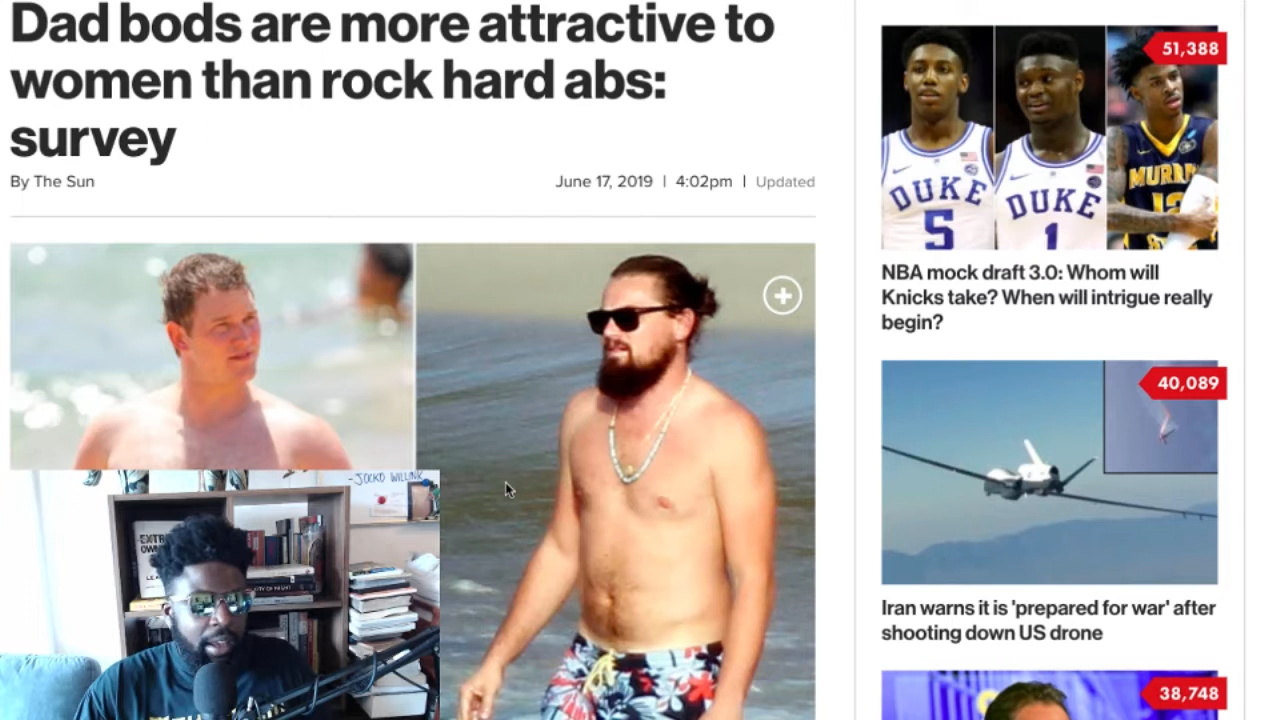 Dad bods are more attractive to
women than rock hard abs:
survey
By The Sun
June 17, 2019 | 4:02pm | Updated
-JOCKO WILLINK
51,388
DUKE
5
DUKE
1
MURRA
12
NBA mock draft 3.0: Whom will
Knicks take? When will intrigue really
begin?
40,089
Iran warns it is 'prepared for war' after
shooting down US drone
38,748